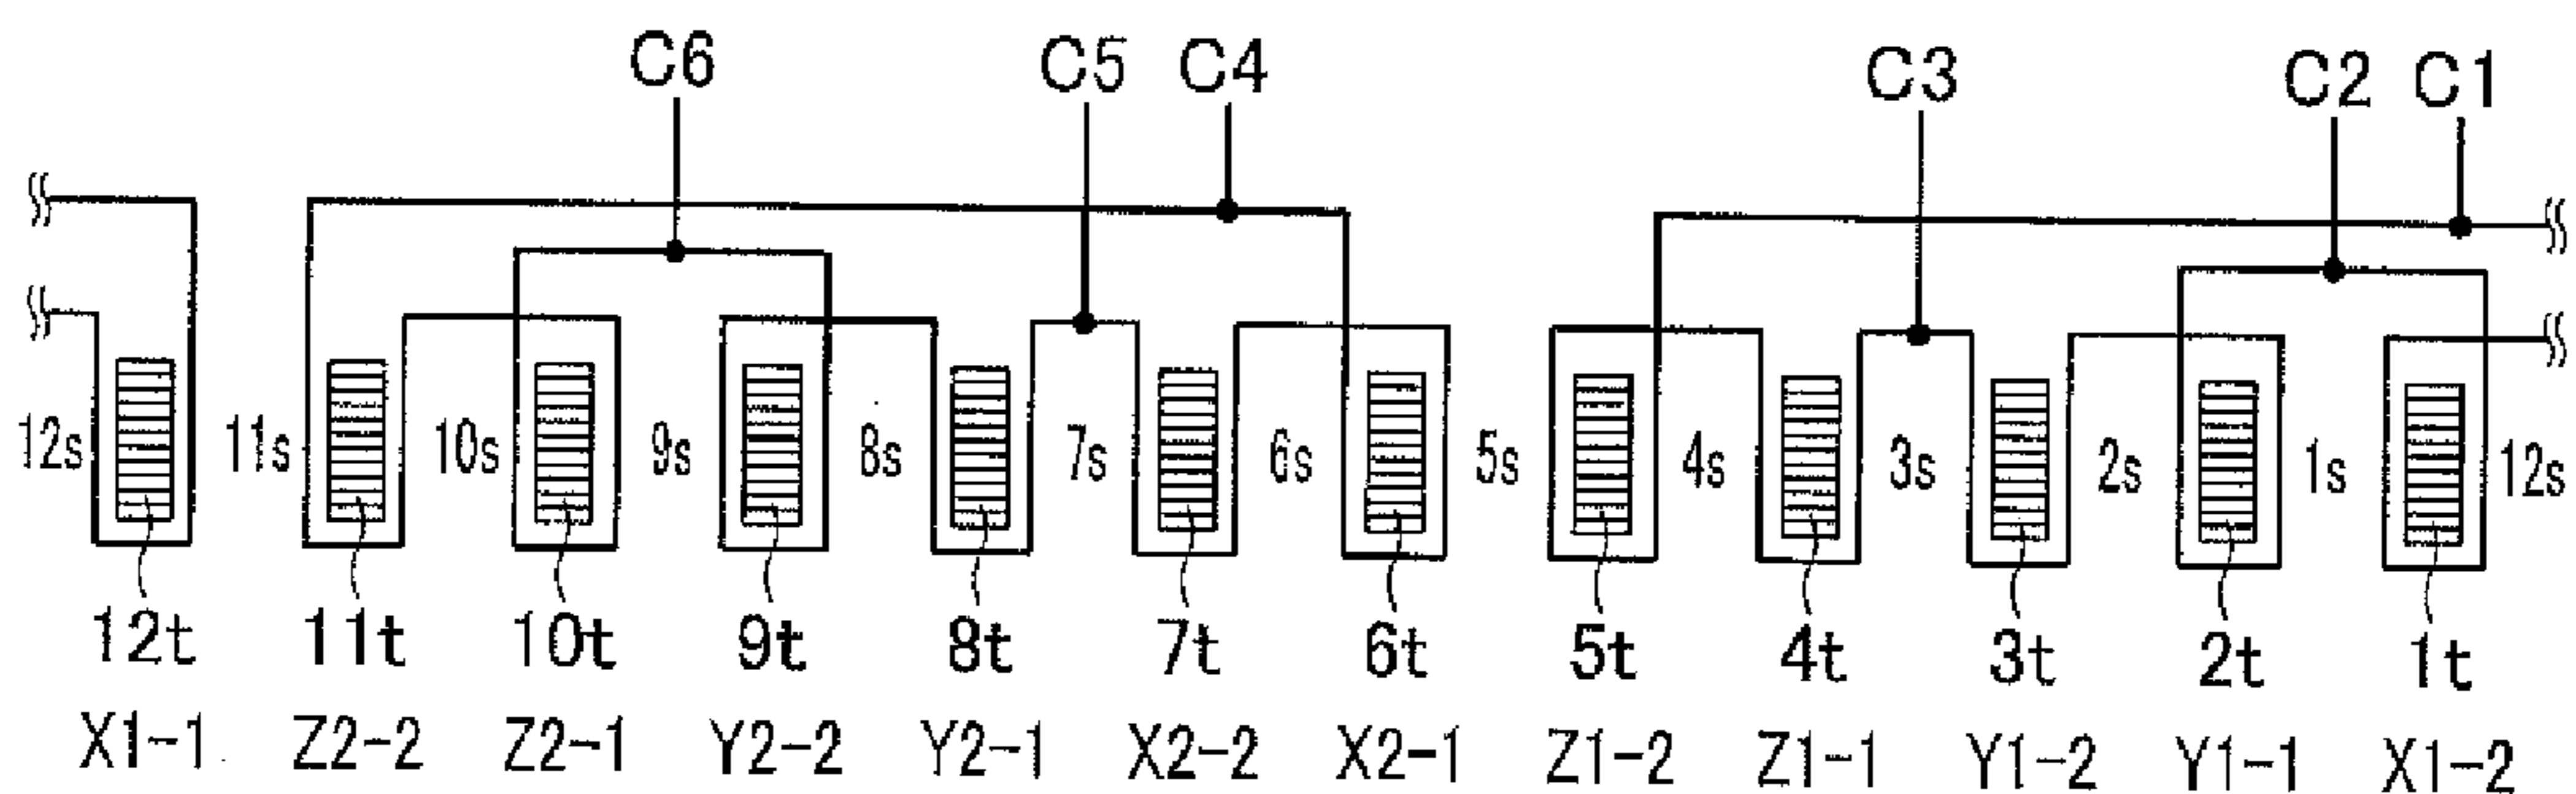 C6 C5 C4 C3 C2 C1
12s 11s 10s 9s 8s 7s 6s 5s 4s 3s 2s 1s 12s
12t 11t 10t 9t 8t 7t 6t 5t 4t 3t 2t 1t
X1-1 Z2-2 Z2-1 Y2-2 Y2-1 X2-2 X2-1 Z1-2 Z1-1 Y1-2 Y1-1 X1-2